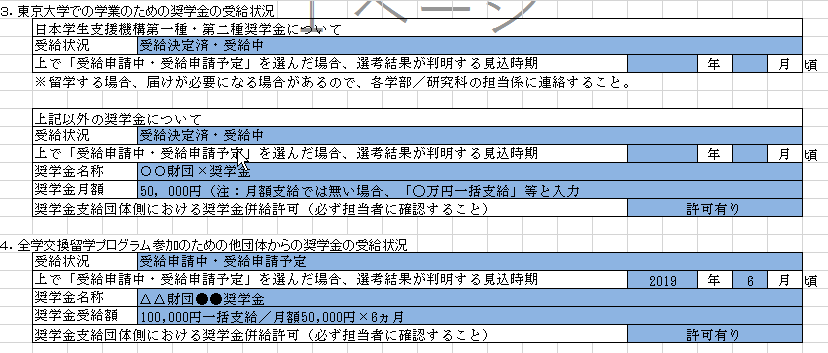 3. 東京大学での学業のための奨学金の受給状況
1ページ
日本学生支援機構第一種・第二種奨学金について
受給状況 受給決定済・受給中
上で「受給申請中・受給申請予定」を選んだ場合、選考結果が判明する見込時期 年 月 頃
※留学する場合、届けが必要になる場合があるので、各学部／研究科の担当係に連絡すること。
上記以外の奨学金について
受給状況 受給決定済・受給中
上で「受給申請中・受給申請予定」を選んだ場合、選考結果が判明する見込時期 年 月 頃
奨学金名称 〇〇財団×奨学金
奨学金月額 50, 000円（注：月額支給では無い場合、「〇万円一括支給」等と入力
奨学金支給団体側における奨学金併給許可（必ず担当者に確認すること） 許可有り
4. 全学交換留学プログラム参加のための他団体からの奨学金の受給状況
受給状況 受給申請中・受給申請予定
上で「受給申請中・受給申請予定」を選んだ場合、選考結果が判明する見込時期 2019 年 6 月 頃
奨学金名称 △△財団●●奨学金
奨学金受給額 100,000円一括支給／月額50,000円×6ヵ月
奨学金支給団体側における奨学金併給許可（必ず担当者に確認すること） 許可有り